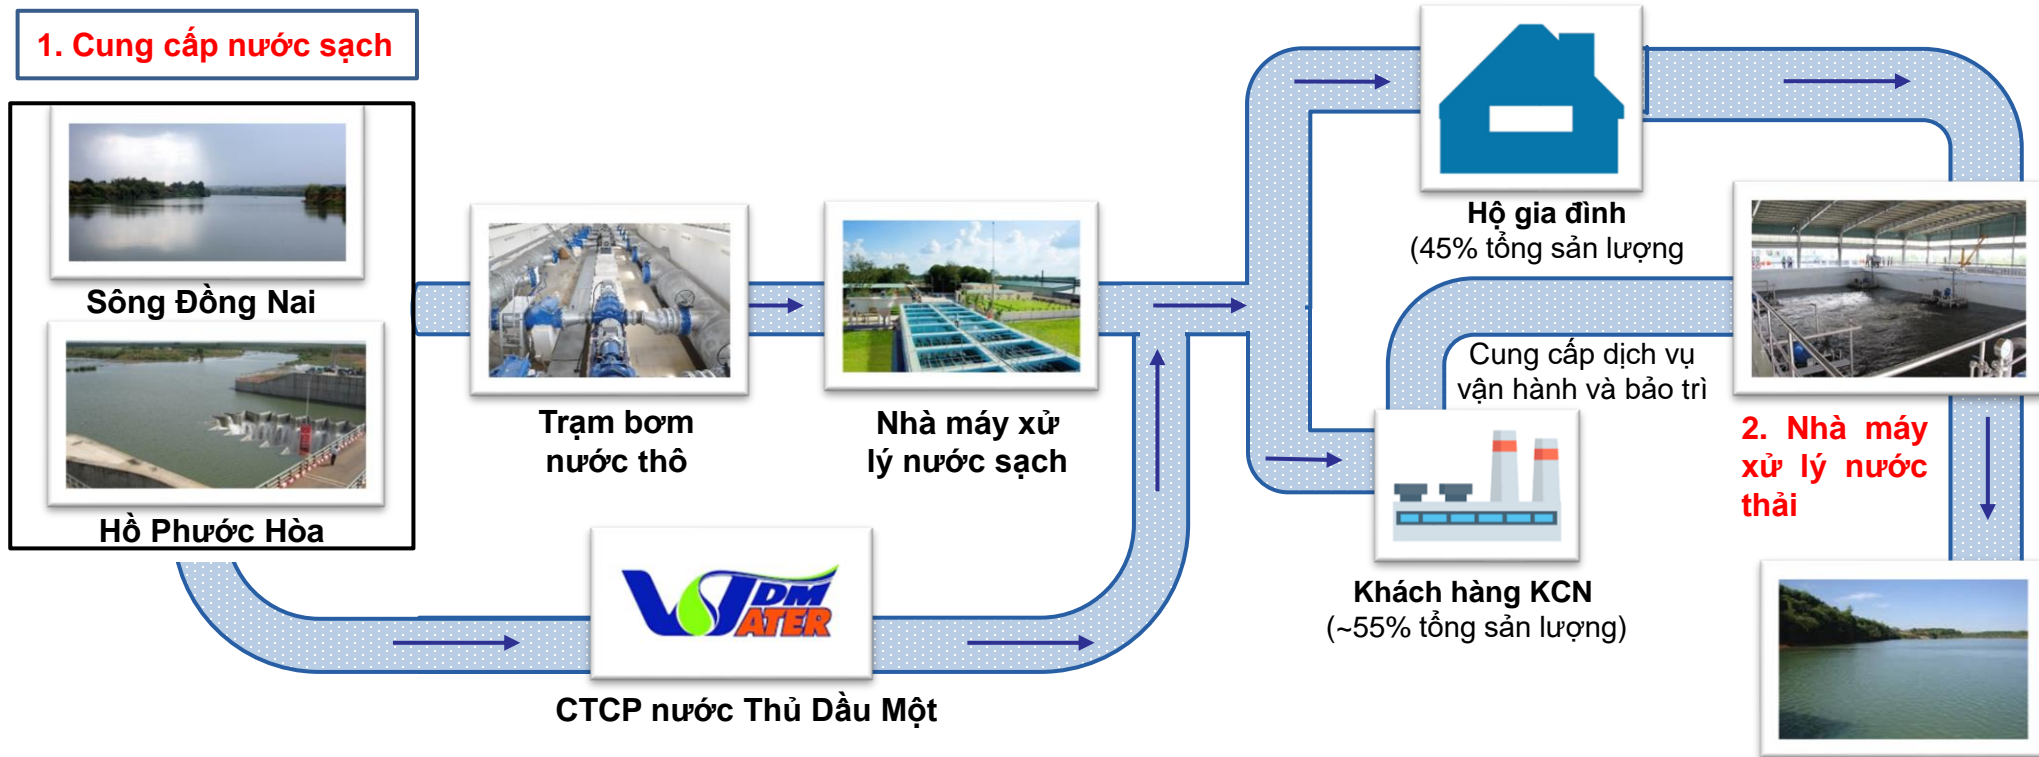 1. Cung cấp nước sạch
Sông Đồng Nai
Hồ Phước Hòa
Trạm bơm
nước thô
Nhà máy xử
lý nước sạch
WDM
WATER
CTCP nước Thủ Dầu Một
Hộ gia đình
(45% tổng sản lượng
Cung cấp dịch vụ
vận hành và bảo trì
Khách hàng KCN
(~55% tổng sản lượng)
2. Nhà máy
xử lý nước
thải